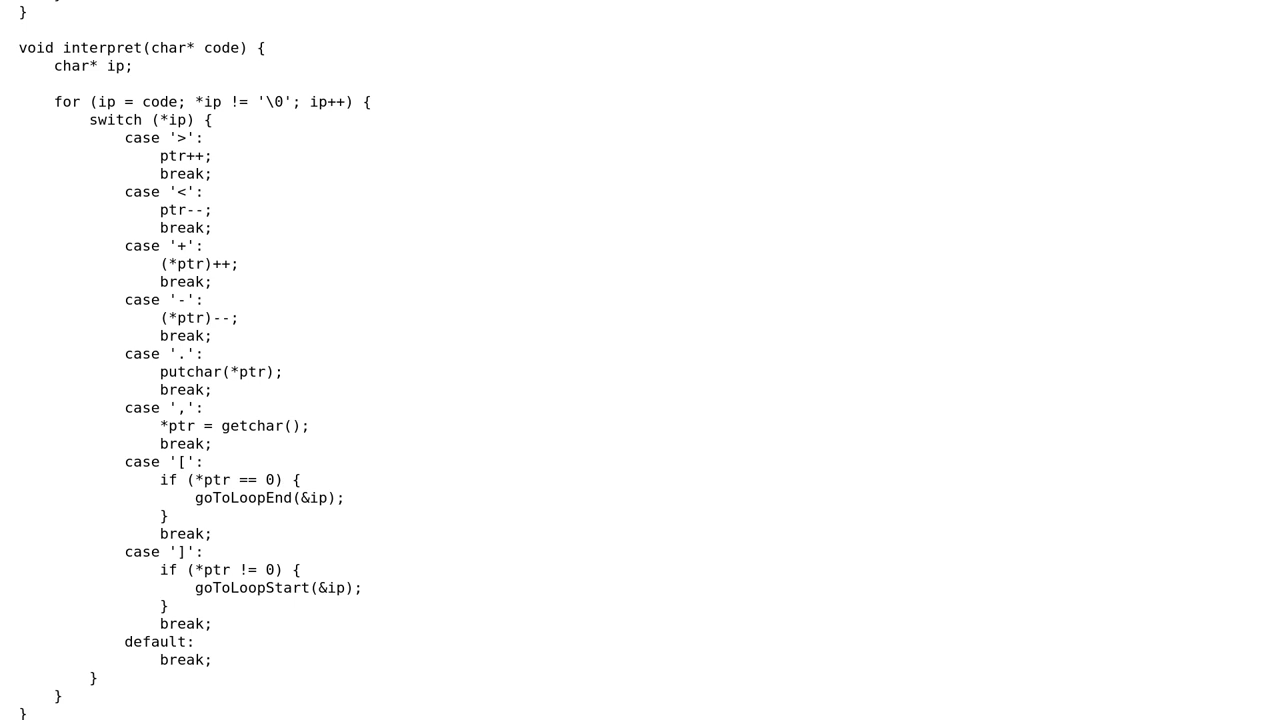 }

void interpret(char* code) {
    char* ip;

    for (ip = code; *ip != '\0'; ip++) {
        switch (*ip) {
            case '>':
                ptr++;
                break;
            case '<':
                ptr--;
                break;
            case '+':
                (*ptr)++;
                break;
            case '-':
                (*ptr)--;
                break;
            case '.':
                putchar(*ptr);
                break;
            case ',':
                *ptr = getchar();
                break;
            case '[':
                if (*ptr == 0) {
                    goToLoopEnd(&ip);
                }
                break;
            case ']':
                if (*ptr != 0) {
                    goToLoopStart(&ip);
                }
                break;
            default:
                break;
        }
    }
}